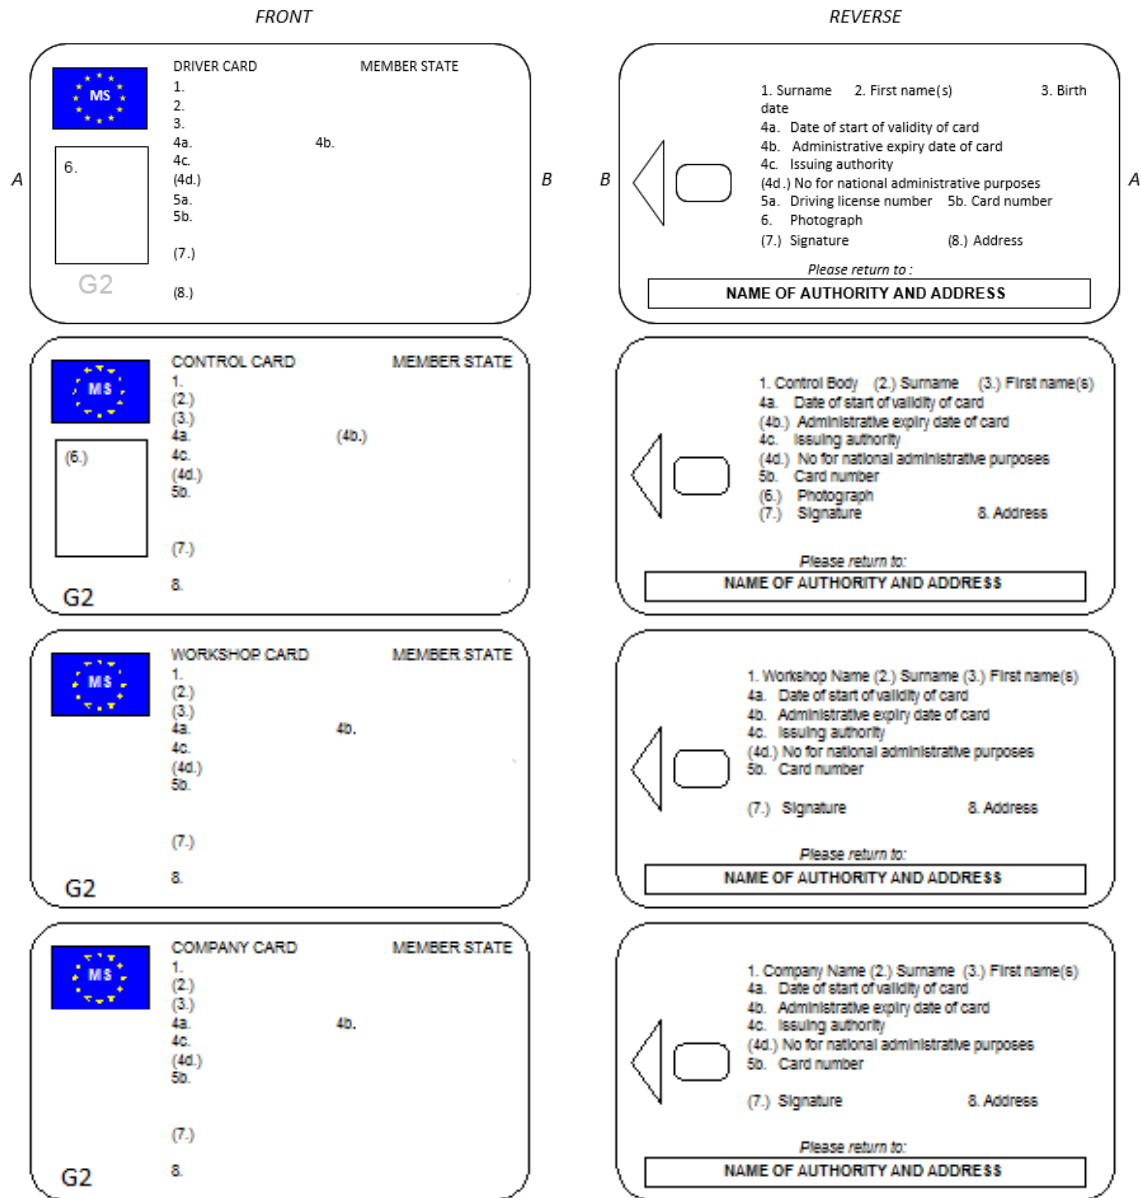 FRONT
REVERSE
DRIVER CARD MEMBER STATE
MS
1.
2.
3.
4a. 4b.
4c.
(4d.)
5a.
5b.
6.
(7.)
G2
(8.)
A
B
1. Surname 2. First name(s) 3. Birth
date
4a. Date of start of validity of card
4b. Administrative expiry date of card
4c. Issuing authority
(4d.) No for national administrative purposes
5a. Driving license number 5b. Card number
6. Photograph
(7.) Signature (8.) Address
Please return to :
NAME OF AUTHORITY AND ADDRESS
B
A
CONTROL CARD MEMBER STATE
MS
1.
(2.)
(3.)
4a. (4b.)
4c.
(4d.)
5b.
(6.)
(7.)
8.
G2
1. Control Body (2.) Surname (3.) First name(s)
4a. Date of start of validity of card
(4b.) Administrative expiry date of card
4c. Issuing authority
(4d.) No for national administrative purposes
5b. Card number
(6.) Photograph
(7.) Signature 8. Address
Please return to:
NAME OF AUTHORITY AND ADDRESS
WORKSHOP CARD MEMBER STATE
MS
1.
(2.)
(3.)
4a. 4b.
4c.
(4d.)
5b.
(7.)
8.
G2
1. Workshop Name (2.) Surname (3.) First name(s)
4a. Date of start of validity of card
4b. Administrative expiry date of card
4c. Issuing authority
(4d.) No for national administrative purposes
5b. Card number
(7.) Signature 8. Address
Please return to:
NAME OF AUTHORITY AND ADDRESS
COMPANY CARD MEMBER STATE
MS
1.
(2.)
(3.)
4a. 4b.
4c.
(4d.)
5b.
(7.)
8.
G2
1. Company Name (2.) Surname (3.) First name(s)
4a. Date of start of validity of card
4b. Administrative expiry date of card
4c. Issuing authority
(4d.) No for national administrative purposes
5b. Card number
(7.) Signature 8. Address
Please return to:
NAME OF AUTHORITY AND ADDRESS